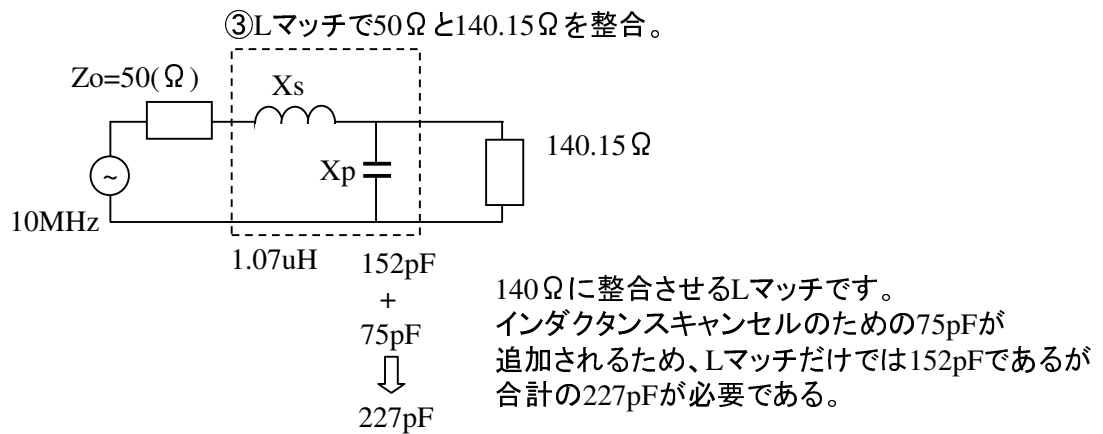 ③Lマッチで50Ωと140.15Ωを整合。
Zo=50(Ω)
Xs
140.15Ω
Xp
~
10MHz
1.07uH
152pF
+
75pF
227pF
140Ωに整合させるLマッチです。
インダクタンスキャンセルのための75pFが
追加されるため、Lマッチだけでは152pFであるが
合計の227pFが必要である。